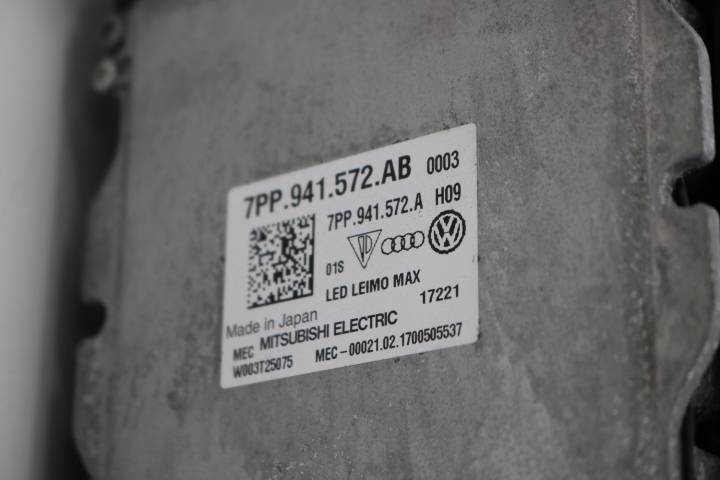 7PP.941.572.AB 0003
7PP.941.572.A H09
01S
LED LEIMO MAX
17221
Made in Japan
MEC MITSUBISHI ELECTRIC
W003T25075 MEC-00021.02.1700505537